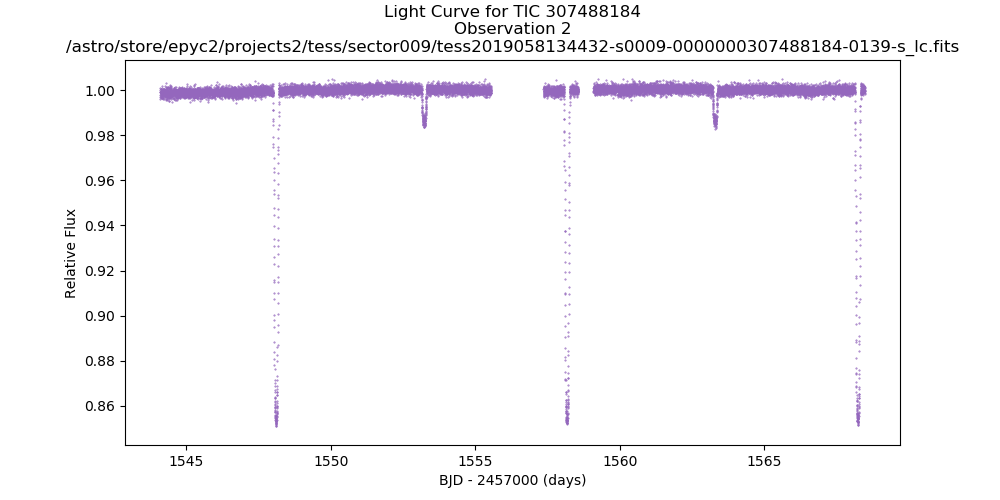 Light Curve for TIC 307488184
Observation 2
/astro/store/epyc2/projects2/tess/sector009/tess2019058134432-s0009-0000000307488184-0139-s_lc.fits
1.00
0.98
0.96
0.94
0.92
0.90
0.88
0.86
Relative Flux
1545
1550
1555
1560
1565
BJD - 2457000 (days)